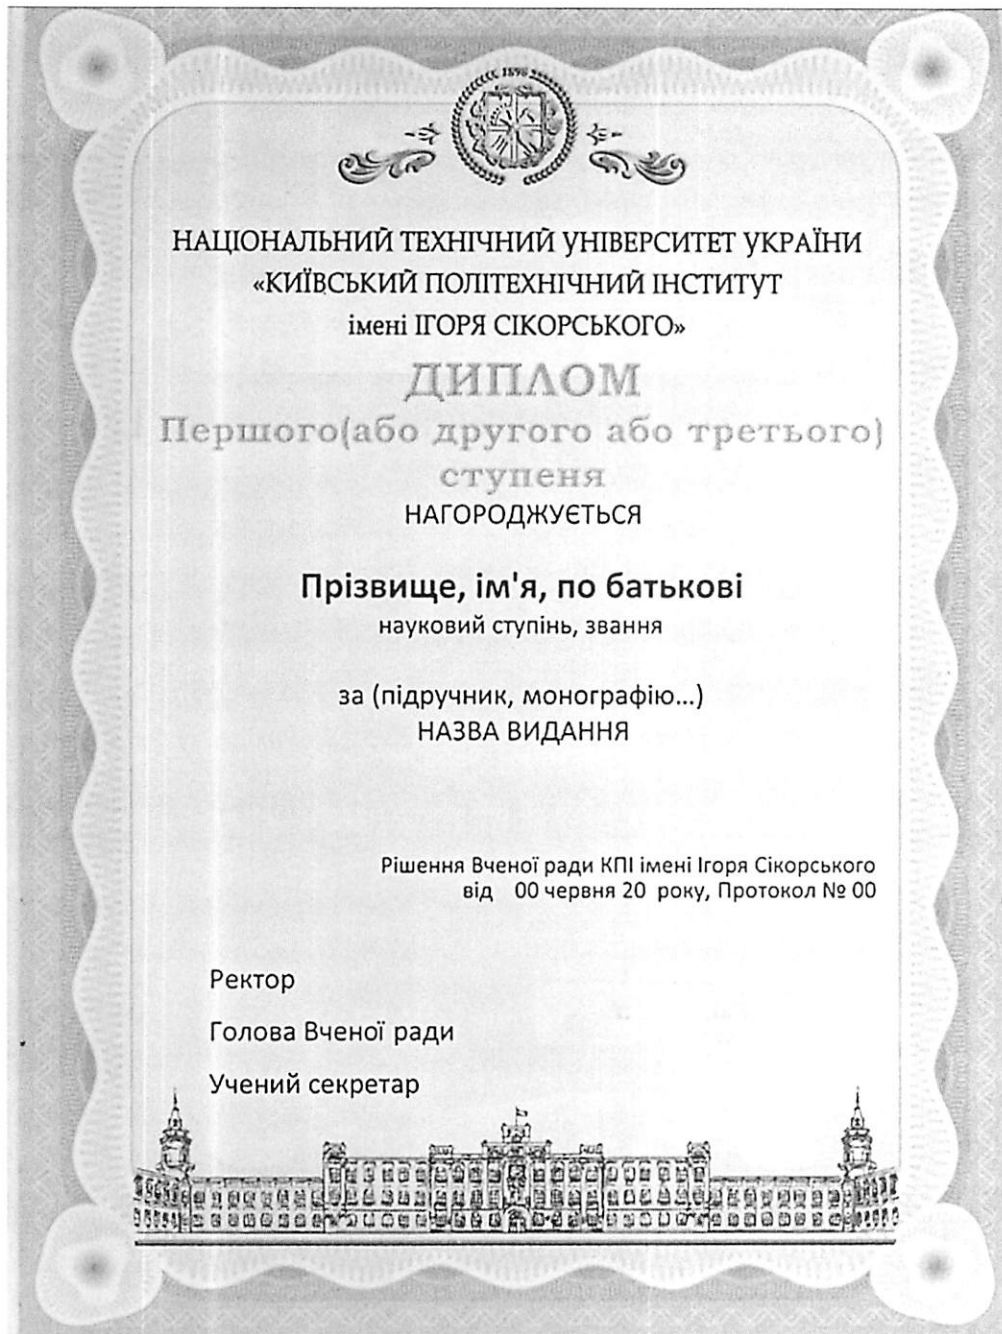 1898
НАЦІОНАЛЬНИЙ ТЕХНІЧНИЙ УНІВЕРСИТЕТ УКРАЇНИ
«КИЇВСЬКИЙ ПОЛІТЕХНІЧНИЙ ІНСТИТУТ
імені ІГОРЯ СІКОРСЬКОГО»
ДИПЛОМ
Першого(або другого або третього)
ступеня
НАГОРОДЖУЄТЬСЯ
Прізвище, ім'я, по батькові
науковий ступінь, звання
за (підручник, монографію...)
НАЗВА ВИДАННЯ
Рішення Вченої ради КПІ імені Ігоря Сікорського
від 00 червня 20 року, Протокол № 00
Ректор
Голова Вченої ради
Учений секретар